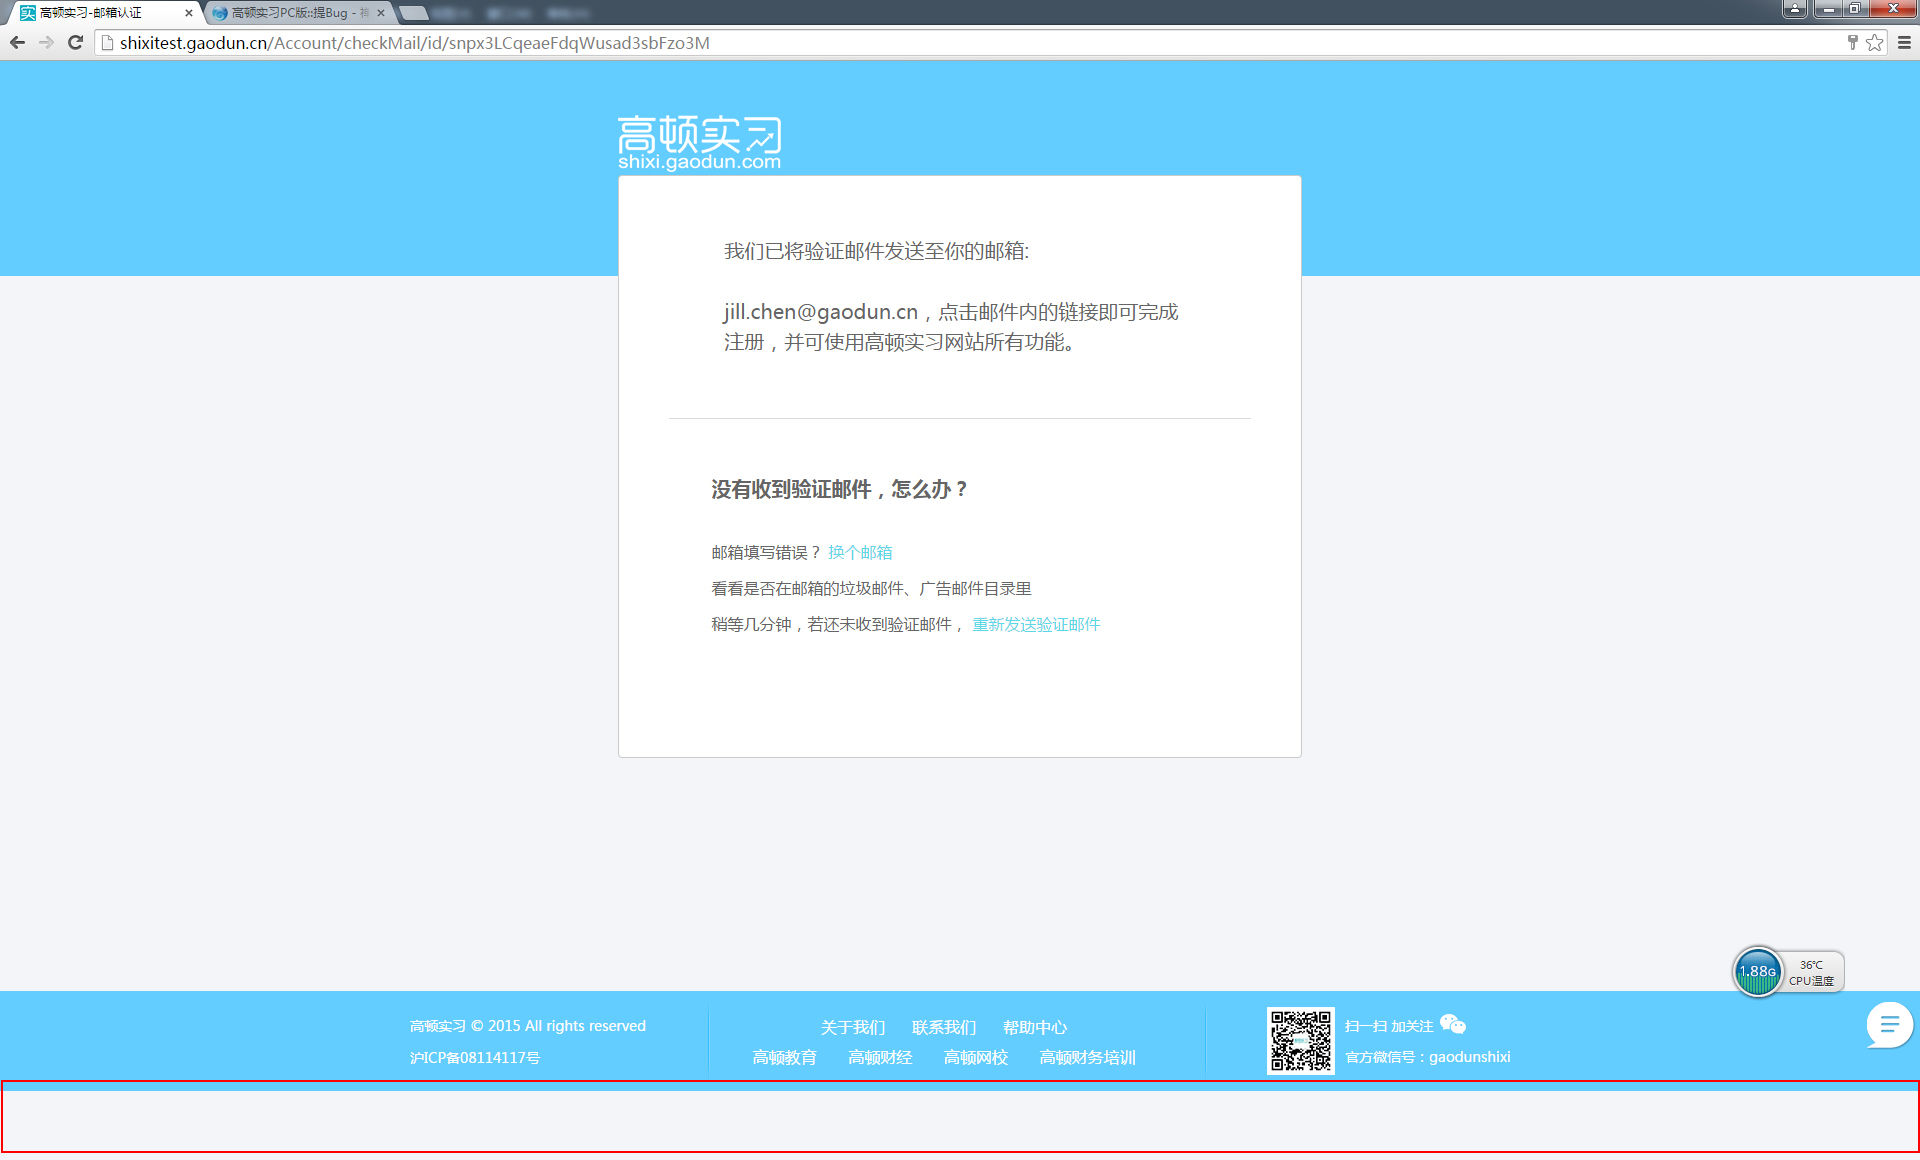 实 高顿实习-邮箱认证
高顿实习PC版::提Bug -
shixitest.gaodun.cn/Account/checkMail/id/snpx3LCqeaeFdqWusad3sbFzo3M
高顿实习
shixi.gaodun.com
我们已将验证邮件发送至你的邮箱:
jill.chen@gaodun.cn，点击邮件内的链接即可完成
注册，并可使用高顿实习网站所有功能。
没有收到验证邮件，怎么办？
邮箱填写错误？ 换个邮箱
看看是否在邮箱的垃圾邮件、广告邮件目录里
稍等几分钟，若还未收到验证邮件， 重新发送验证邮件
1.88G
36℃
CPU温度
高顿实习 © 2015 All rights reserved
沪ICP备08114117号
关于我们 联系我们 帮助中心
高顿教育 高顿财经 高顿网校 高顿财务培训
扫一扫 加关注
官方微信号：gaodunshixi